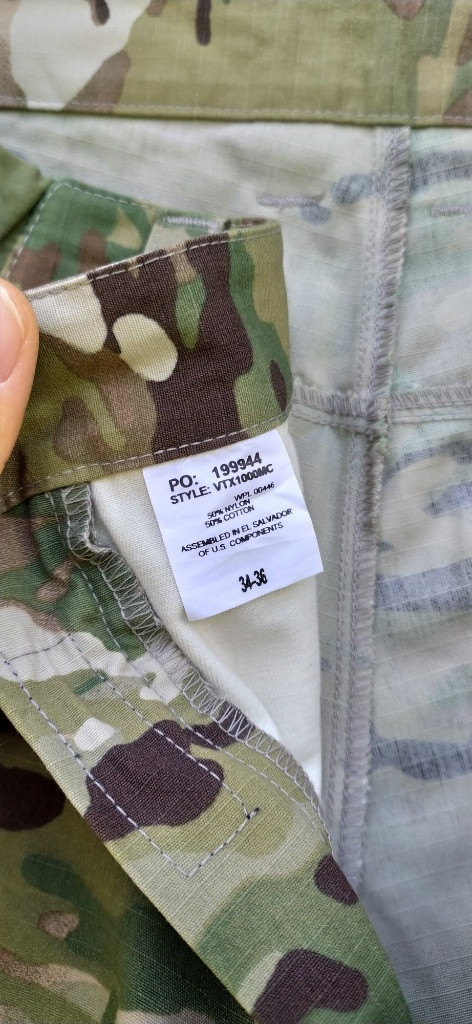 PO: 199944
STYLE: VTX1000MC
WPL 00446
50% NYLON
50% COTTON
ASSEMBLED IN EL SALVADOR
OF U.S. COMPONENTS
34-36